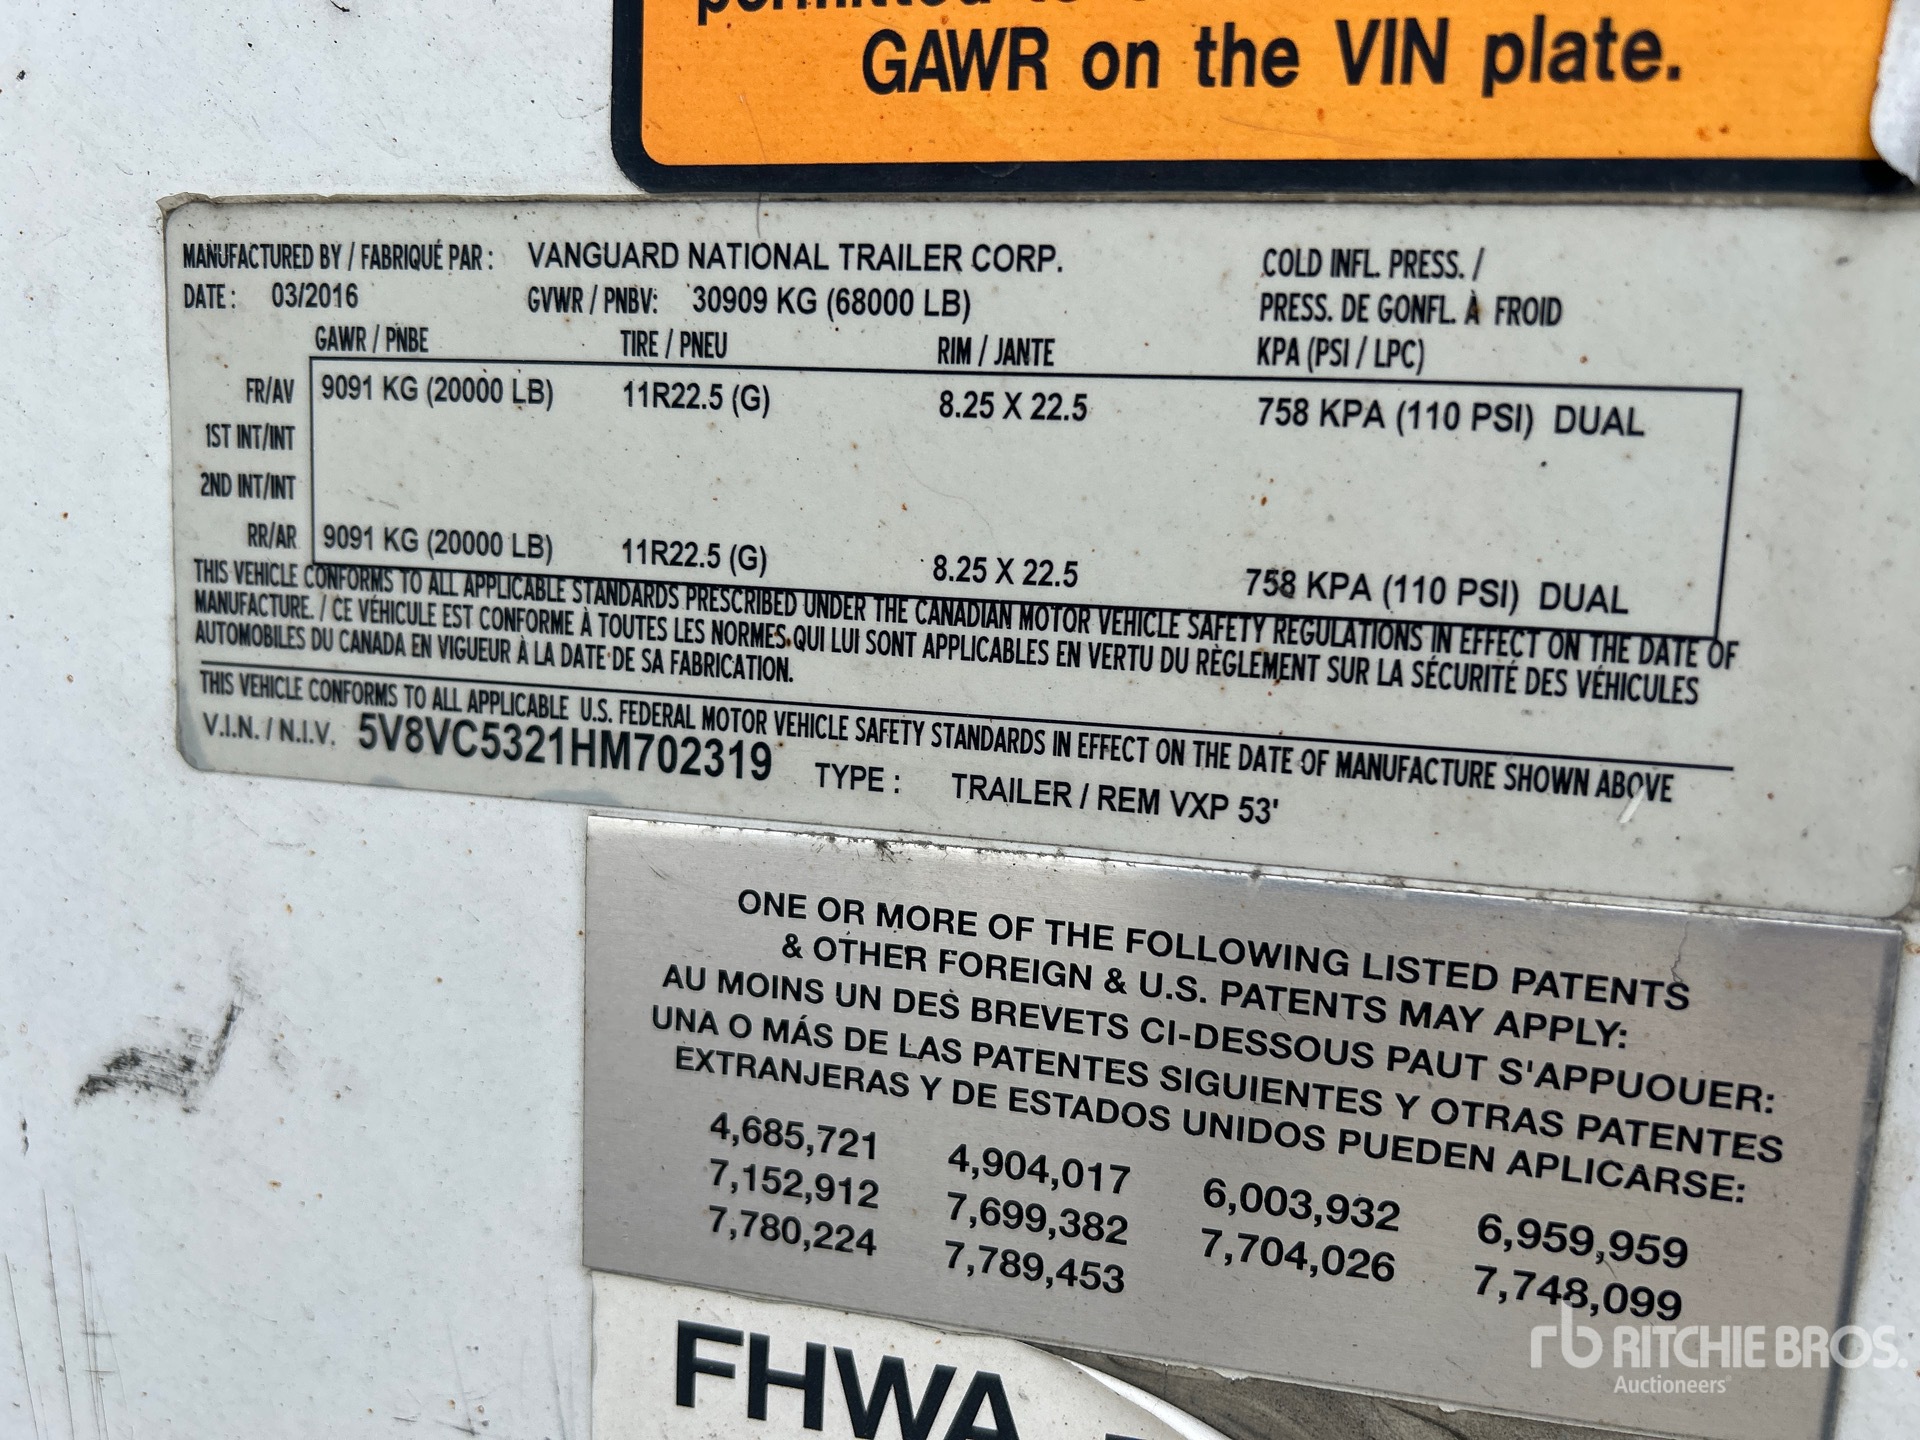 GAWR on the VIN plate.
MANUFACTURED BY / FABRIQUÉ PAR : VANGUARD NATIONAL TRAILER CORP. COLD INFL. PRESS. /
DATE : 03/2016 GVWR / PNBV: 30909 KG (68000 LB) PRESS. DE GONFL. À FROID
GAWR / PNBE TIRE / PNEU RIM / JANTE KPA (PSI / LPC)
FR/AV 9091 KG (20000 LB) 11R22.5 (G) 8.25 X 22.5 758 KPA (110 PSI) DUAL
1ST INT/INT
2ND INT/INT
RR/AR 9091 KG (20000 LB) 11R22.5 (G) 8.25 X 22.5 758 KPA (110 PSI) DUAL
THIS VEHICLE CONFORMS TO ALL APPLICABLE STANDARDS PRESCRIBED UNDER THE CANADIAN MOTOR VEHICLE SAFETY REGULATIONS IN EFFECT ON THE DATE OF
MANUFACTURE. / CE VÉHICULE EST CONFORME À TOUTES LES NORMES QUI LUI SONT APPLICABLES EN VERTU DU RÈGLEMENT SUR LA SÉCURITÉ DES VÉHICULES
AUTOMOBILES DU CANADA EN VIGUEUR À LA DATE DE SA FABRICATION.
THIS VEHICLE CONFORMS TO ALL APPLICABLE U.S. FEDERAL MOTOR VEHICLE SAFETY STANDARDS IN EFFECT ON THE DATE OF MANUFACTURE SHOWN ABOVE
V.I.N. / N.I.V. 5V8VC5321HM702319 TYPE : TRAILER / REM VXP 53'
ONE OR MORE OF THE FOLLOWING LISTED PATENTS
& OTHER FOREIGN & U.S. PATENTS MAY APPLY:
AU MOINS UN DES BREVETS CI-DESSOUS PAUT S'APPUOUER:
UNA O MÁS DE LAS PATENTES SIGUIENTES Y OTRAS PATENTES
EXTRANJERAS Y DE ESTADOS UNIDOS PUEDEN APLICARSE:
4,685,721 4,904,017 6,003,932 6,959,959
7,152,912 7,699,382 7,704,026 7,748,099
7,780,224 7,789,453
FHWA
rb RITCHIE BROS.
Auctioneers